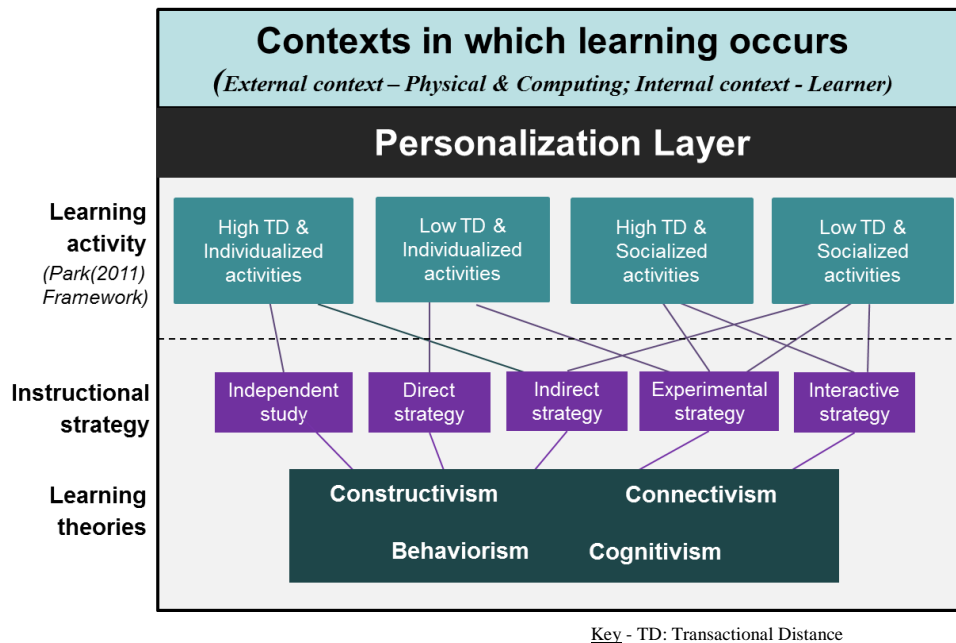 Contexts in which learning occurs
(External context – Physical & Computing; Internal context - Learner)
Personalization Layer
Learning
activity
(Park(2011)
Framework)
High TD &
Individualized
activities
Low TD &
Individualized
activities
High TD &
Socialized
activities
Low TD &
Socialized
activities
Instructional
strategy
Independent
study
Direct
strategy
Indirect
strategy
Experimental
strategy
Interactive
strategy
Learning
theories
Constructivism
Connectivism
Behaviorism
Cognitivism
Key - TD: Transactional Distance